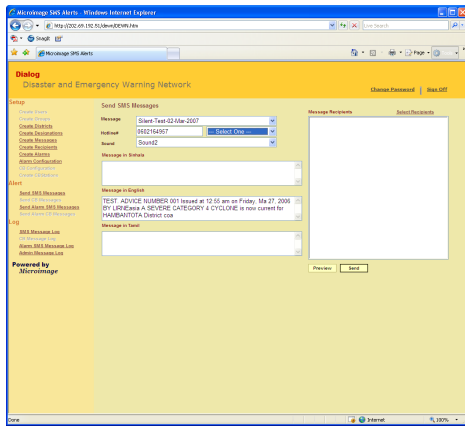 Microimage SMS Alerts - Windows Internet Explorer
http://202.69.192.51/dewn/DEWN.htm
Live Search
SnagIt
Microimage SMS Alerts
Page
Dialog
Disaster and Emergency Warning Network
Change Password | Sign Off
Setup
Create Users
Create Groups
Create Districts
Create Designations
Create Messages
Create Recipients
Create Alarms
Alarm Configuration
CB Configuration
Alert
Send SMS Messages
Send CB Messages
Send Alarm SMS Messages
Send Alarm CB Messages
Log
SMS Message Log
CB Message Log
Alarm SMS Message Log
Admin Message Log
Powered by
Microimage
Send SMS Messages
Message Silent-Test-02-Mar-2007
Hotline# 0602164957 --- Select One ---
Sound Sound2
Message in Sinhala
Message in English
TEST ADVICE NUMBER 001 Issued at 12:55 am on Friday, Ma 27, 2006
BY LIRNEasia A SEVERE CATEGORY 4 CYCLONE is now current for
HAMBANTOTA District coa
Message in Tamil
Message Recipients Select Recipients
Preview Send
Done
Internet
100%